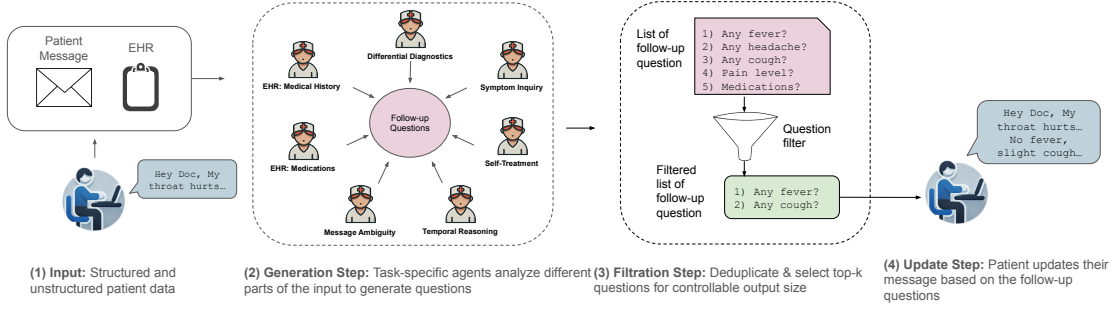 Patient
Message
EHR
Hey Doc, My
throat hurts…
(1) Input: Structured and
unstructured patient data
Differential Diagnostics
EHR: Medical History
Symptom Inquiry
Follow-up
Questions
EHR: Medications
Self-Treatment
Message Ambiguity
Temporal Reasoning
(2) Generation Step: Task-specific agents analyze different
parts of the input to generate questions
List of
follow-up
question
1) Any fever?
2) Any headache?
3) Any cough?
4) Pain level?
5) Medications?
Question
filter
Filtered
list of
follow-up
question
1) Any fever?
2) Any cough?
(3) Filtration Step: Deduplicate & select top-k
questions for controllable output size
Hey Doc, My
throat hurts…
No fever,
slight cough…
(4) Update Step: Patient updates their
message based on the follow-up
questions